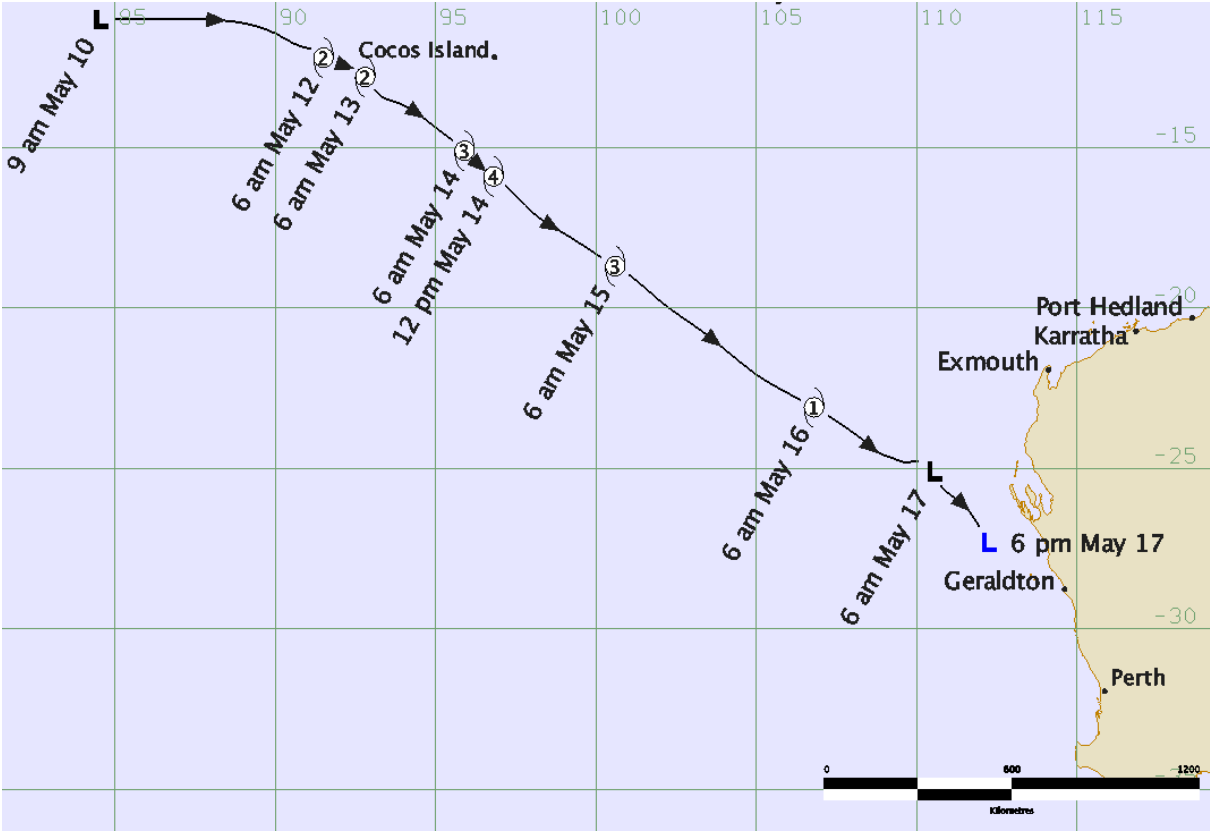 L
85
90
95
100
105
110
115
9 am May 10
2
Cocos Island.
2
6 am May 12
6 am May 13
-15
3
4
6 am May 14
12 pm May 14
3
6 am May 15
-20
Port Hedland
Karratha
Exmouth
1
6 am May 16
-25
L
6 am May 17
L 6 pm May 17
Geraldton
-30
Perth
0 600 1200
Kilometres